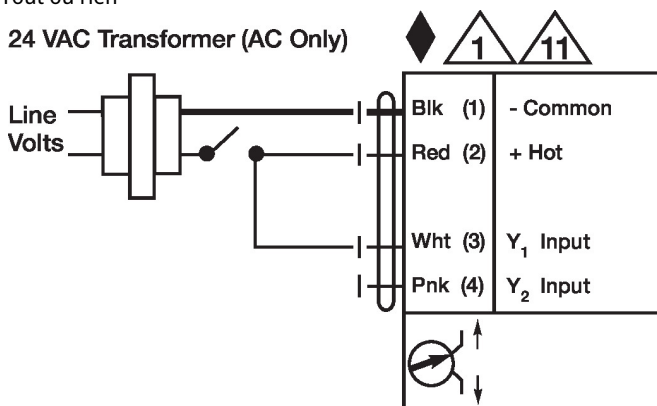 Tout ou rien
24 VAC Transformer (AC Only)
1
11
Line
Volts
Blk (1) - Common
Red (2) + Hot
Wht (3) Y1 Input
Pnk (4) Y2 Input